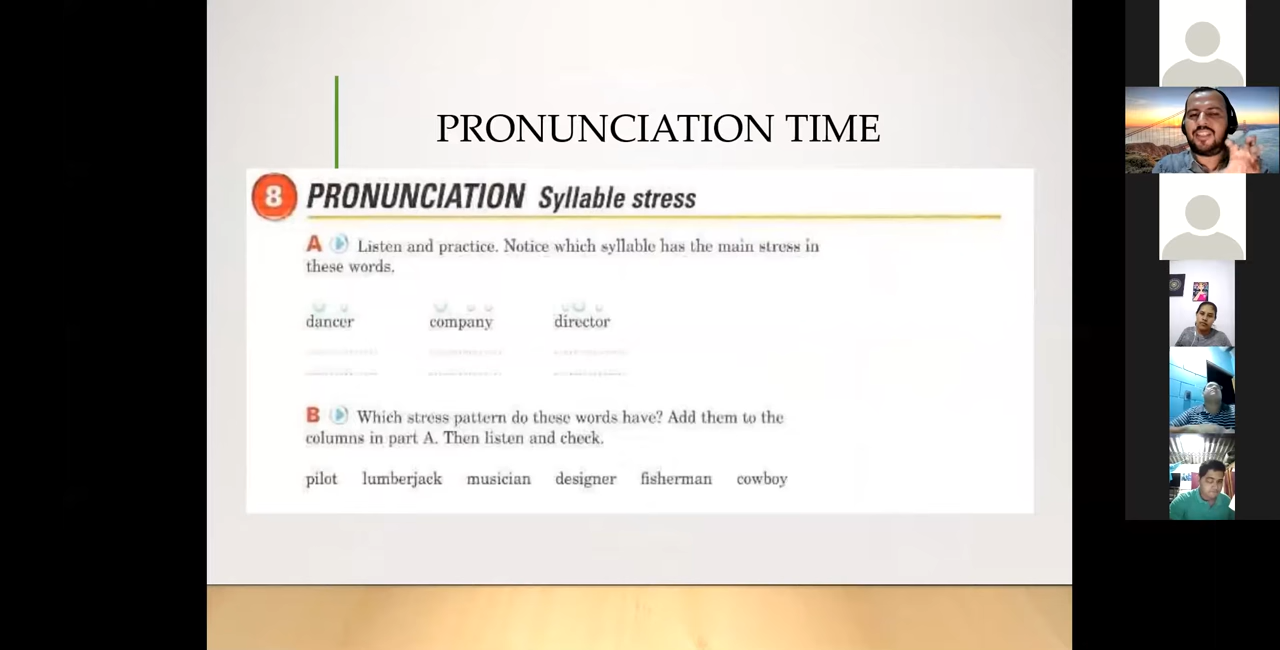 PRONUNCIATION TIME
8 PRONUNCIATION Syllable stress
A Listen and practice. Notice which syllable has the main stress in
these words.
dancer company director
B Which stress pattern do these words have? Add them to the
columns in part A. Then listen and check.
pilot lumberjack musician designer fisherman cowboy